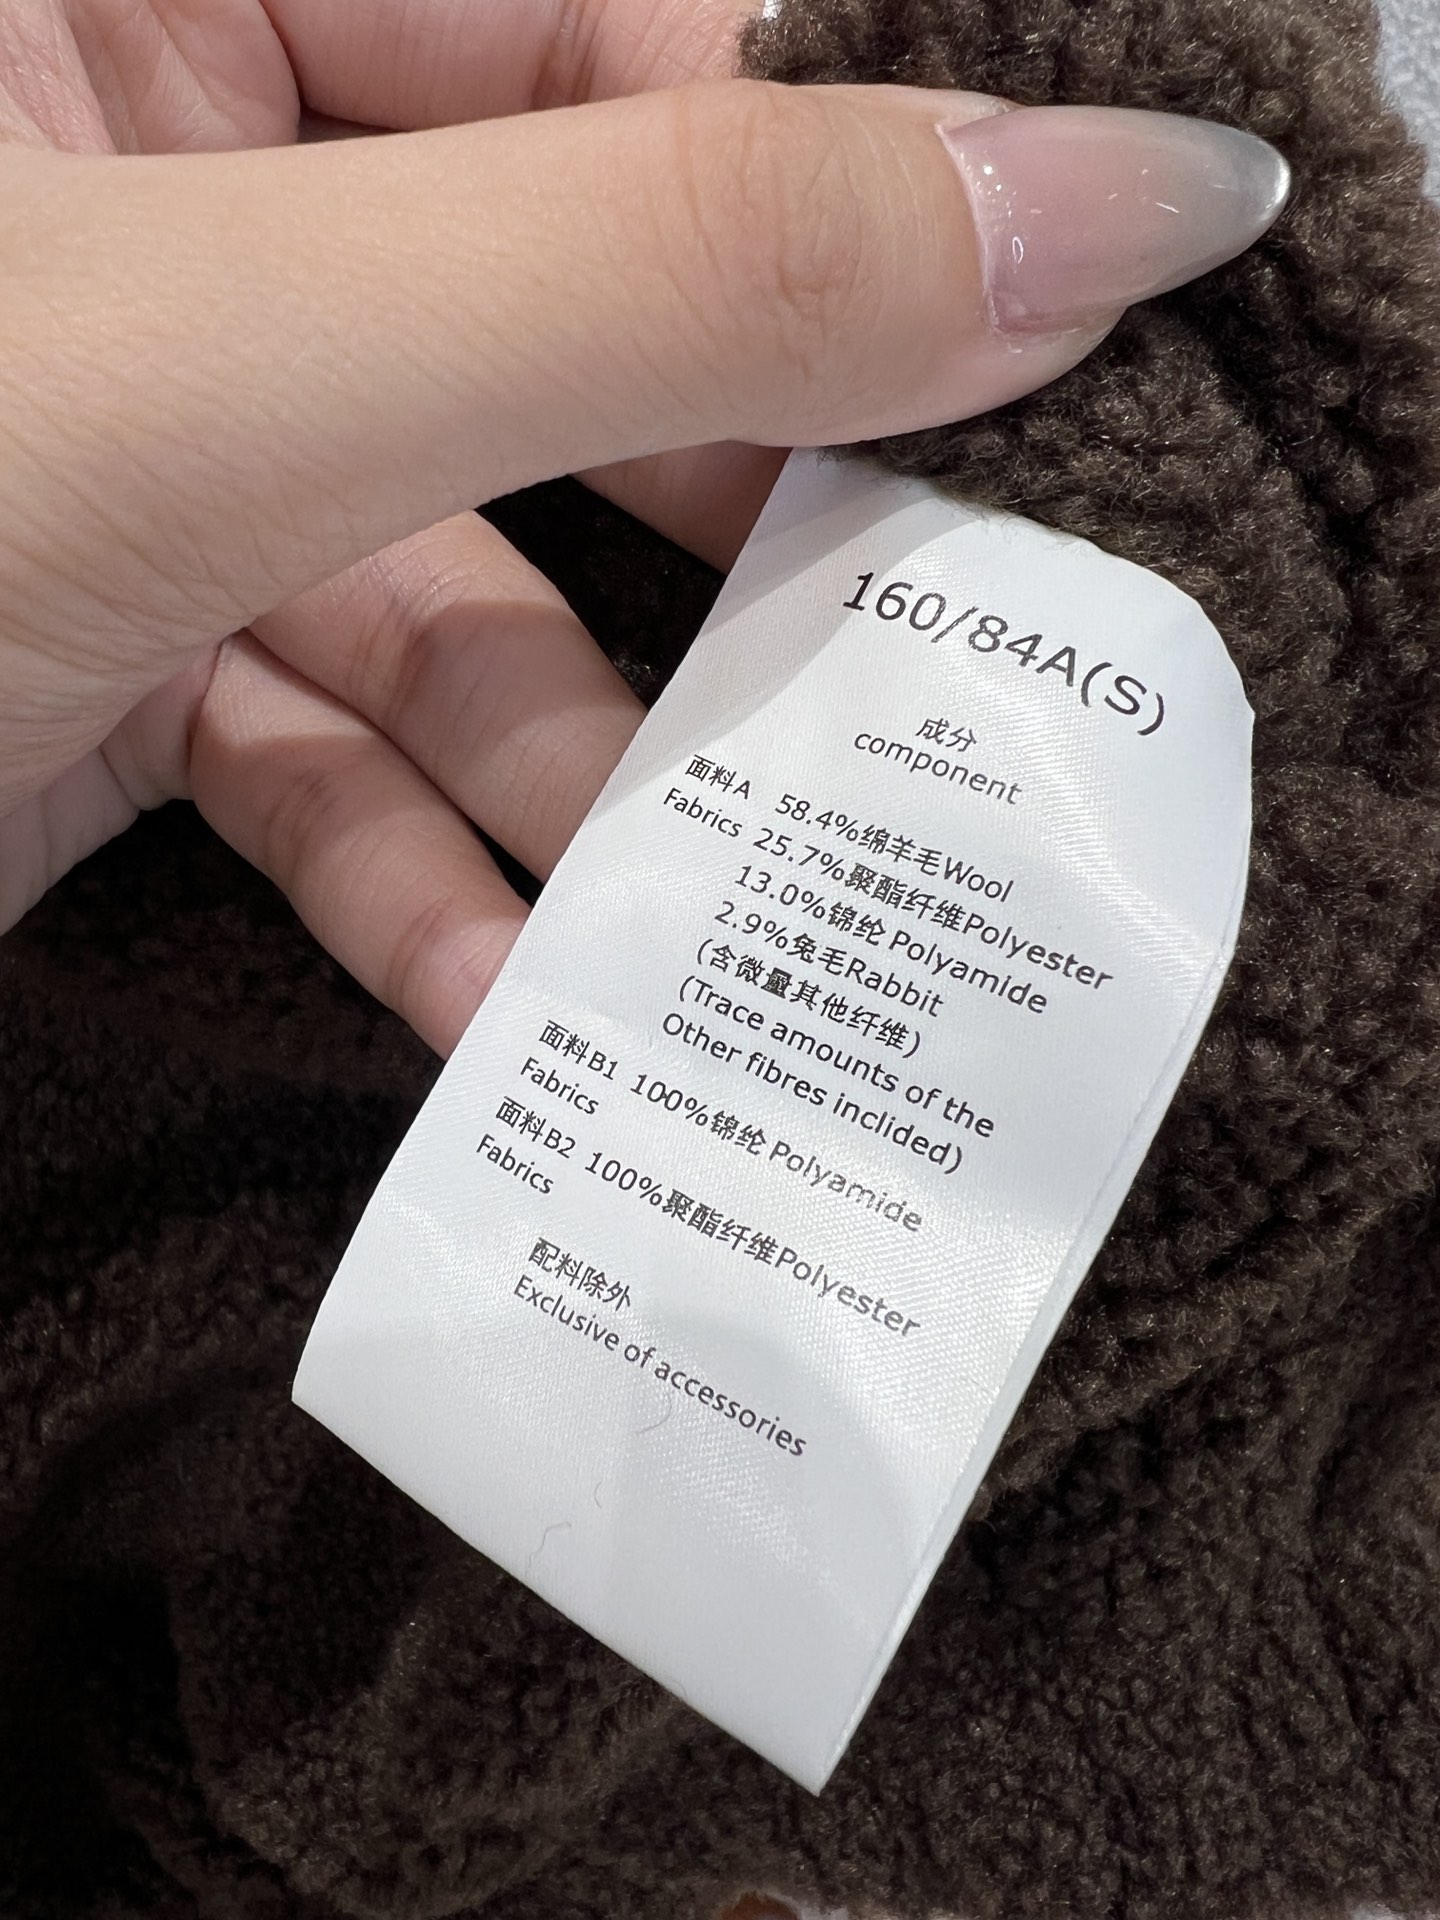 160/84A(S)
成分
component
面料A 58.4%绵羊毛Wool
Fabrics 25.7%聚酯纤维Polyester
13.0%锦纶 Polyamide
2.9%兔毛Rabbit
(含微量其他纤维)
(Trace amounts of the
Other fibres inclided)
面料B1 100%锦纶 Polyamide
Fabrics
面料B2 100%聚酯纤维Polyester
Fabrics
配料除外
Exclusive of accessories